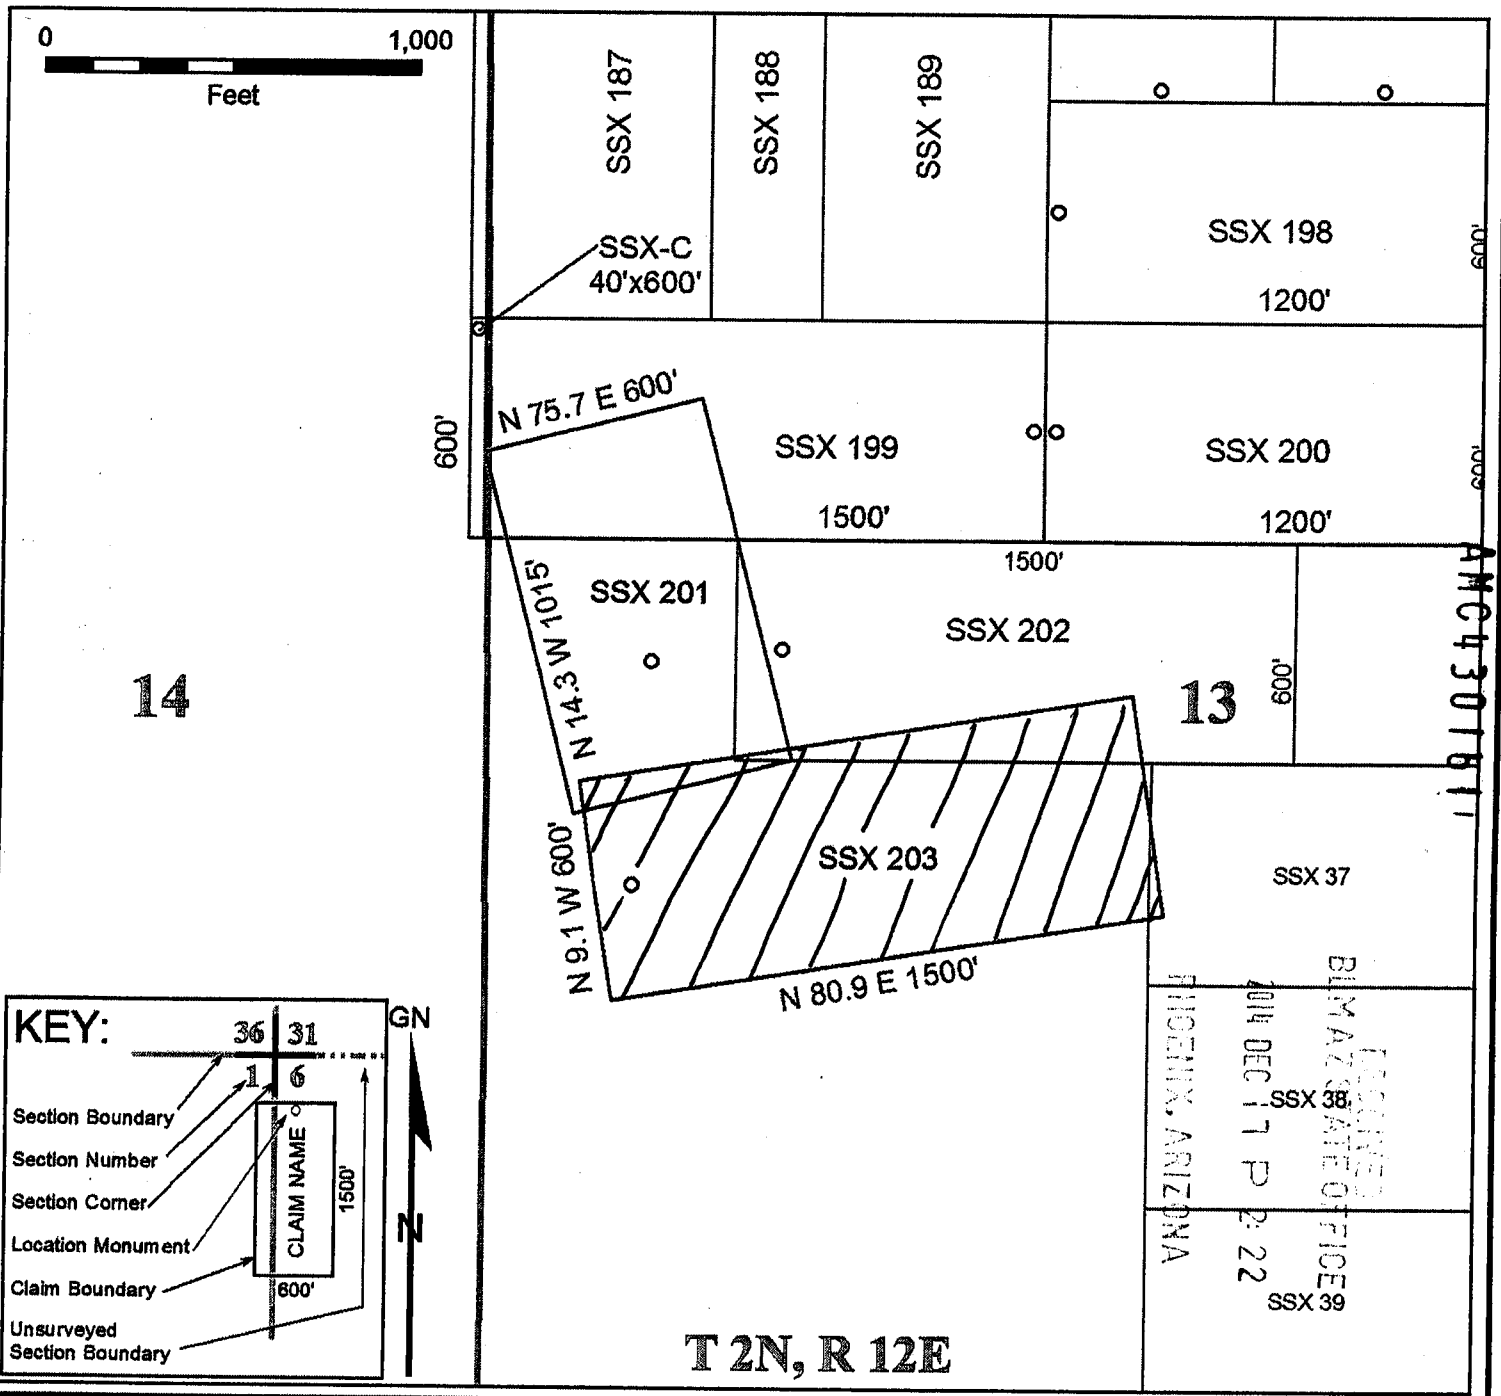 0 1,000
Feet
SSX 187
SSX 188
SSX 189
SSX-C
40'x600'
SSX 198
1200'
600'
N 75.7 E 600'
600'
SSX 199
1500'
SSX 200
1200'
600'
1500'
SSX 201
SSX 202
600'
N 14.3 W 1015'
14
13
SSX 203
N 9.1 W 600'
N 80.9 E 1500'
SSX 37
SSX 38
SSX 39
RECEIVED
BLM AZ STATE OFFICE
2014 DEC 17 P 2: 22
PHOENIX, ARIZONA
KEY:
36 31
1 6
Section Boundary
Section Number
Section Corner
Location Monument
Claim Boundary
Unsurveyed
Section Boundary
CLAIM NAME
1500'
600'
GN
N
T 2N, R 12E